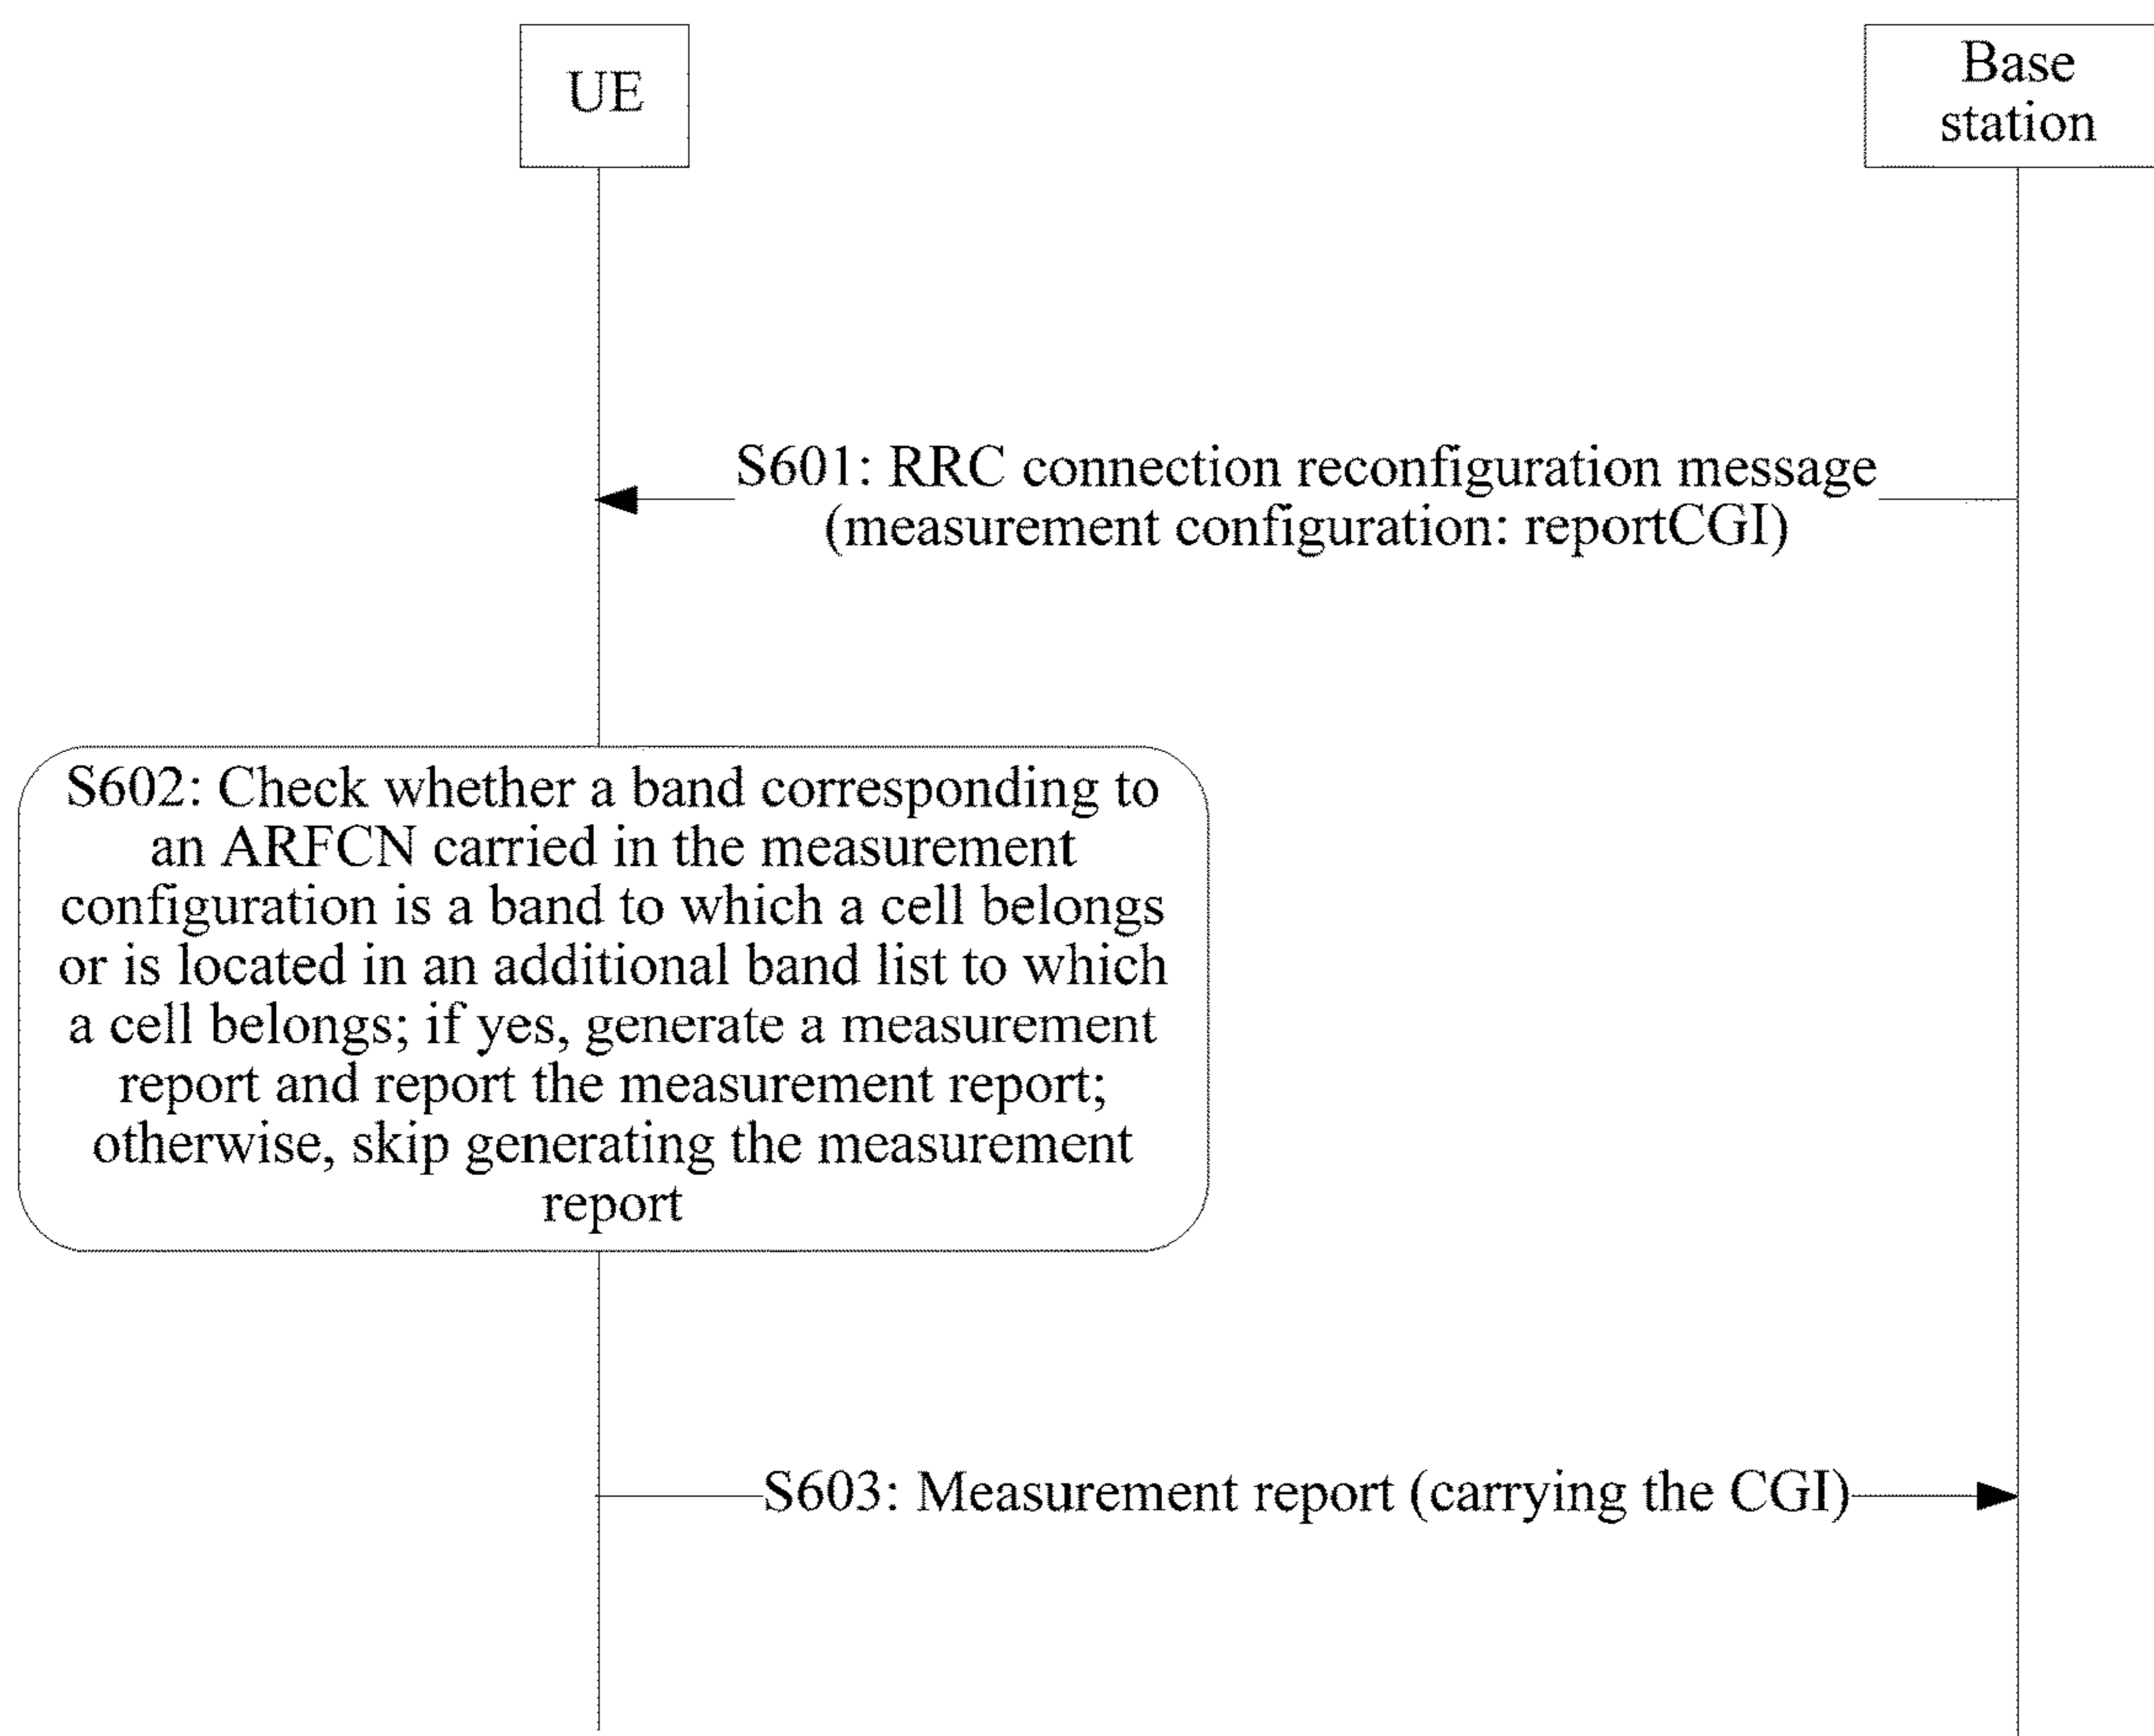 UE
Base
station
S601: RRC connection reconfiguration message
(measurement configuration: reportCGI)
S602: Check whether a band corresponding to
an ARFCN carried in the measurement
configuration is a band to which a cell belongs
or is located in an additional band list to which
a cell belongs; if yes, generate a measurement
report and report the measurement report;
otherwise, skip generating the measurement
report
S603: Measurement report (carrying the CGI)